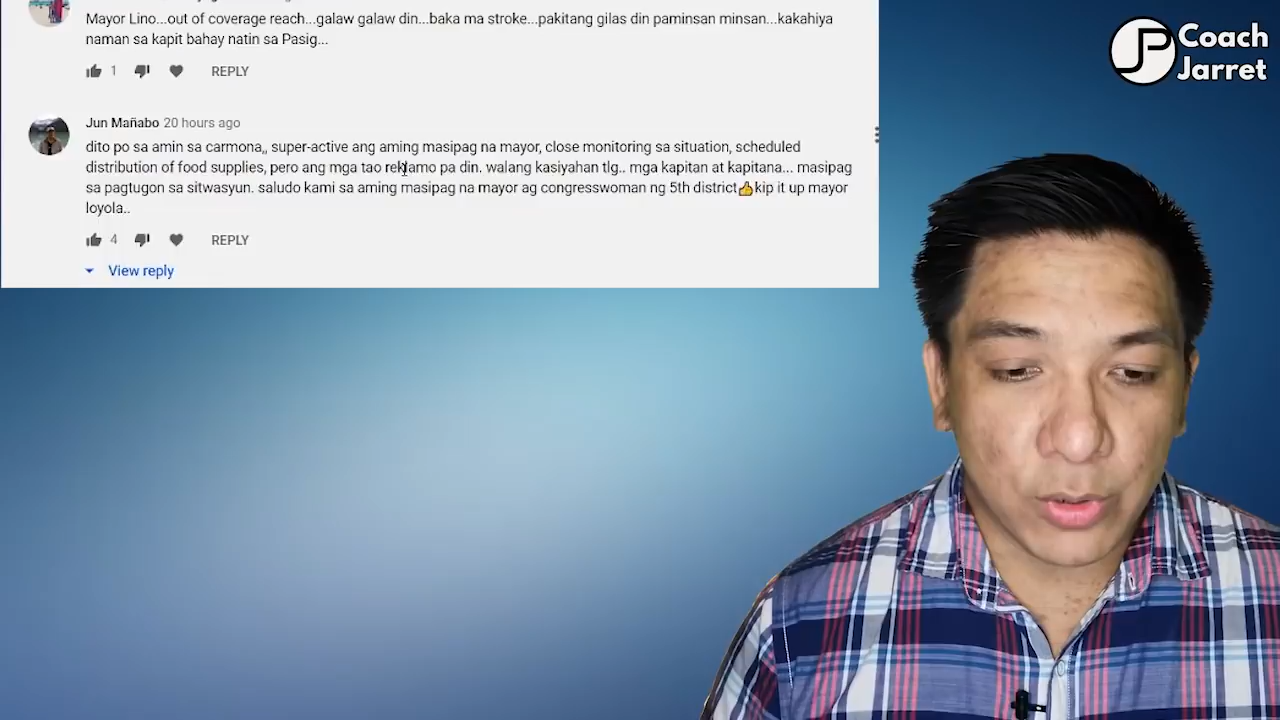 Mayor Lino...out of coverage reach...galaw galaw din...baka ma stroke...pakitang gilas din paminsan minsan...kakahiya
naman sa kapit bahay natin sa Pasig...
1 REPLY
Jun Mañabo 20 hours ago
dito po sa amin sa carmona,, super-active ang aming masipag na mayor, close monitoring sa situation, scheduled
distribution of food supplies, pero ang mga tao reklamo pa din. walang kasiyahan tlg.. mga kapitan at kapitana... masipag
sa pagtugon sa sitwasyun. saludo kami sa aming masipag na mayor ag congresswoman ng 5th district👍kip it up mayor
loyola..
4 REPLY
View reply
JP Coach
Jarret